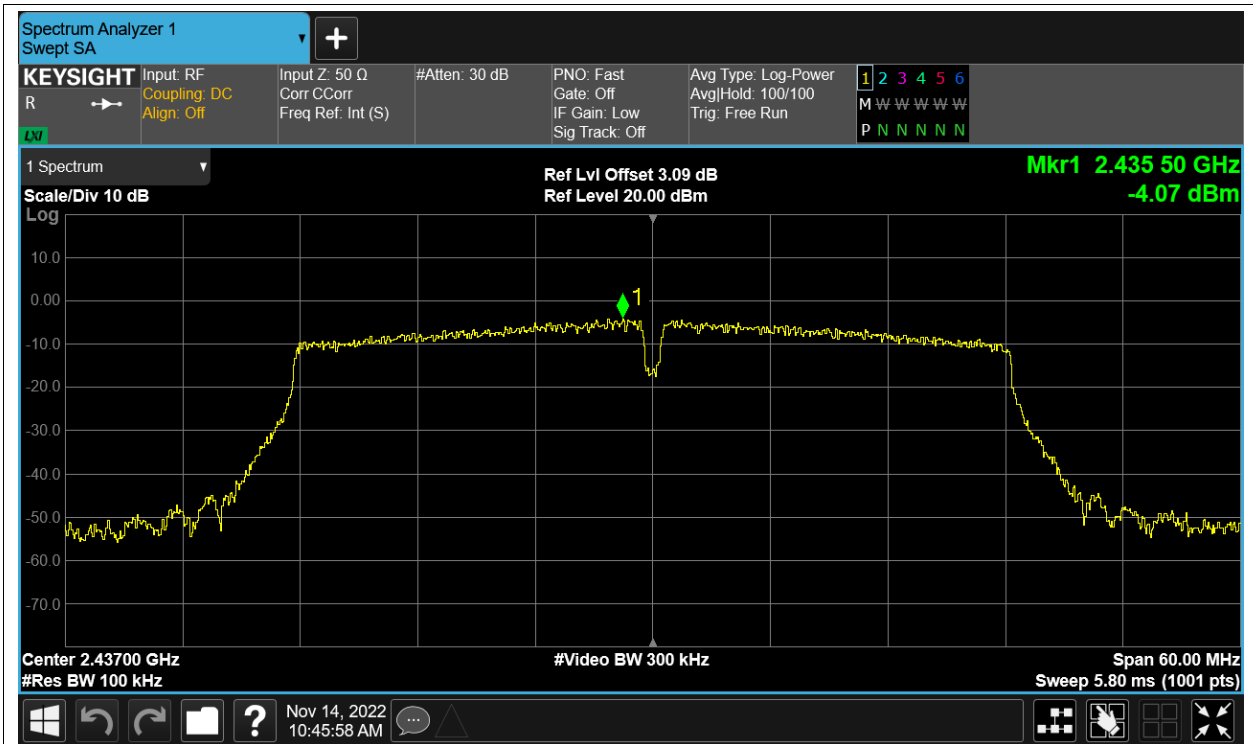 Spectrum Analyzer 1
Swept SA
KEYSIGHT
R
LXI
Input: RF
Coupling: DC
Align: Off
Input Z: 50 Ω
Corr CCorr
Freq Ref: Int (S)
#Atten: 30 dB
PNO: Fast
Gate: Off
IF Gain: Low
Sig Track: Off
Avg Type: Log-Power
Avg|Hold: 100/100
Trig: Free Run
1 2 3 4 5 6
M W W W W W
P N N N N N
1 Spectrum
Scale/Div 10 dB
Log
Ref Lvl Offset 3.09 dB
Ref Level 20.00 dBm
Mkr1 2.435 50 GHz
-4.07 dBm
10.0
0.00
-10.0
-20.0
-30.0
-40.0
-50.0
-60.0
-70.0
1
Center 2.43700 GHz
#Res BW 100 kHz
#Video BW 300 kHz
Span 60.00 MHz
Sweep 5.80 ms (1001 pts)
?
Nov 14, 2022
10:45:58 AM